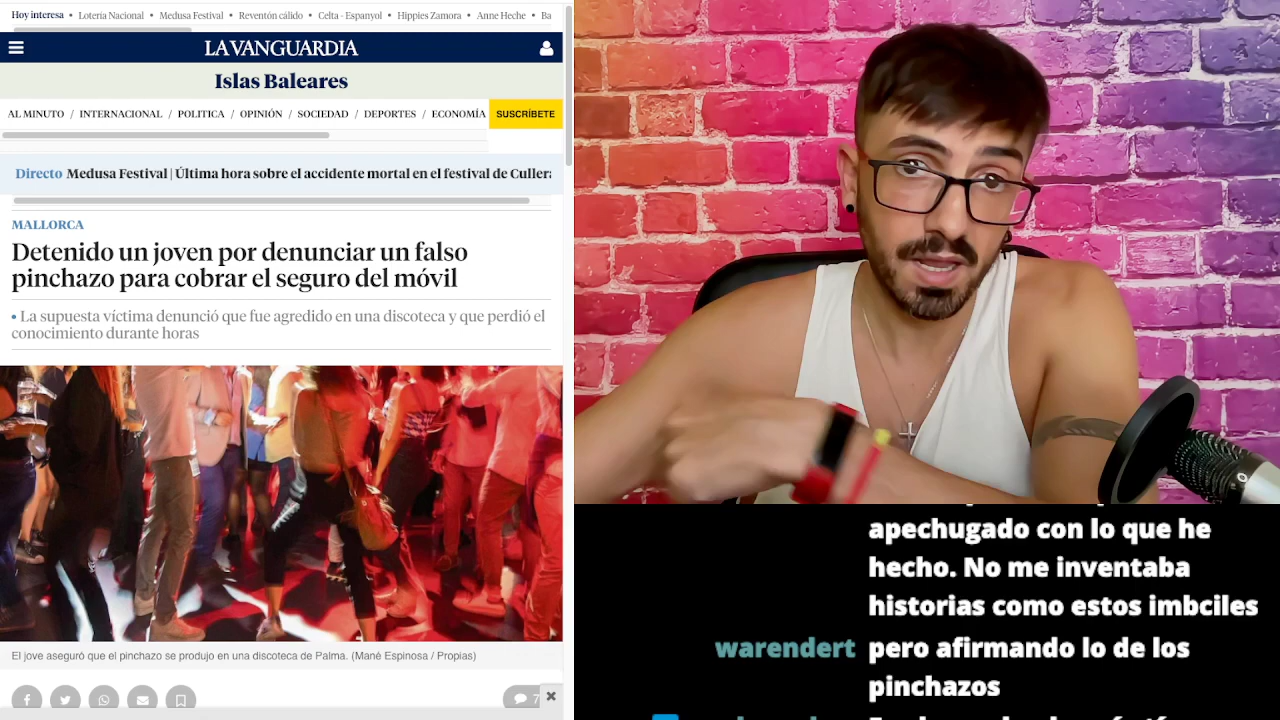 Hoy interesa • Lotería Nacional • Medusa Festival • Reventón cálido • Celta - Espanyol • Hippies Zamora • Anne Heche • Ba
LAVANGUARDIA
Islas Baleares
AL MINUTO / INTERNACIONAL / POLITICA / OPINIÓN / SOCIEDAD / DEPORTES / ECONOMÍA SUSCRÍBETE
Directo Medusa Festival | Última hora sobre el accidente mortal en el festival de Cullera
MALLORCA
Detenido un joven por denunciar un falso
pinchazo para cobrar el seguro del móvil
• La supuesta víctima denunció que fue agredido en una discoteca y que perdió el
conocimiento durante horas
El jove aseguró que el pinchazo se produjo en una discoteca de Palma. (Mané Espinosa / Propias)
7
apechugado con lo que he
hecho. No me inventaba
historias como estos imbciles
warendert pero afirmando lo de los
pinchazos